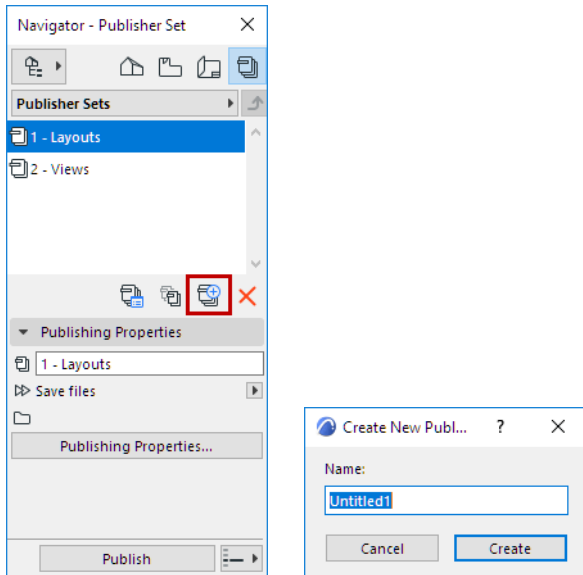 Navigator - Publisher Set
Publisher Sets
1 - Layouts
2 - Views
Publishing Properties
1 - Layouts
Save files
Publishing Properties...
Publish
Create New Publ... ?
Name:
Untitled1
Cancel Create